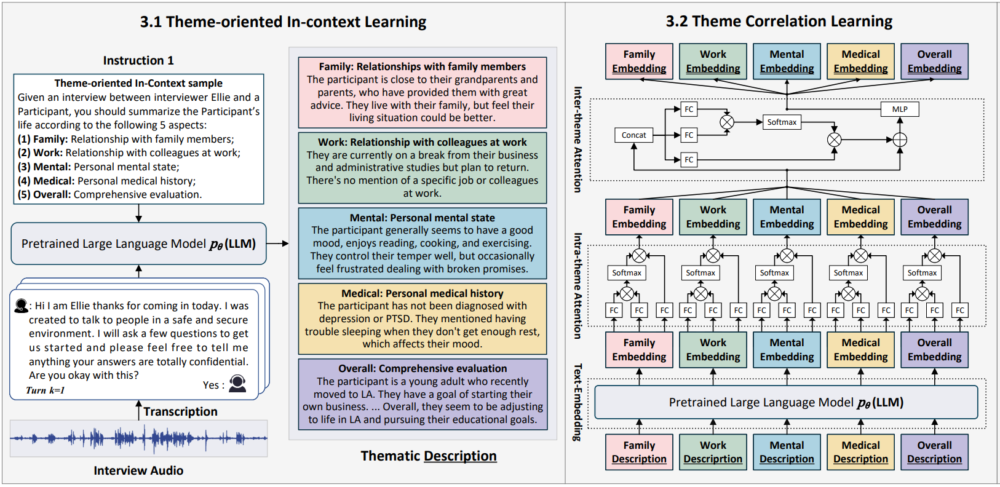 3.1 Theme-oriented In-context Learning
Instruction 1
Theme-oriented In-Context sample
Given an interview between interviewer Ellie and a
Participant, you should summarize the Participant's
life according to the following 5 aspects:
(1) Family: Relationship with family members;
(2) Work: Relationship with colleagues at work;
(3) Mental: Personal mental state;
(4) Medical: Personal medical history;
(5) Overall: Comprehensive evaluation.
Pretrained Large Language Model pθ (LLM)
: Hi I am Ellie thanks for coming in today. I was
created to talk to people in a safe and secure
environment. I will ask a few questions to get
us started and please feel free to tell me
anything your answers are totally confidential.
Are you okay with this?
Yes :
Turn k=1
Transcription
Interview Audio
Family: Relationships with family members
The participant is close to their grandparents and
parents, who have provided them with great
advice. They live with their family, but feel their
living situation could be better.
Work: Relationship with colleagues at work
They are currently on a break from their business
and administrative studies but plan to return.
There's no mention of a specific job or colleagues
at work.
Mental: Personal mental state
The participant generally seems to have a good
mood, enjoys reading, cooking, and exercising.
They control their temper well, but occasionally
feel frustrated dealing with broken promises.
Medical: Personal medical history
The participant has not been diagnosed with
depression or PTSD. They mentioned having
trouble sleeping when they don't get enough rest,
which affects their mood.
Overall: Comprehensive evaluation
The participant is a young adult who recently
moved to LA. They have a goal of starting their
own business. ... Overall, they seem to be adjusting
to life in LA and pursuing their educational goals.
Thematic Description
3.2 Theme Correlation Learning
Family Embedding
Work Embedding
Mental Embedding
Medical Embedding
Overall Embedding
Inter-theme Attention
Concat
FC
FC
FC
Softmax
MLP
Family Embedding
Work Embedding
Mental Embedding
Medical Embedding
Overall Embedding
Intra-theme Attention
Softmax
Softmax
Softmax
Softmax
Softmax
FC FC FC
FC FC FC
FC FC FC
FC FC FC
FC FC FC
Family Embedding
Work Embedding
Mental Embedding
Medical Embedding
Overall Embedding
Text-Embedding
Pretrained Large Language Model pθ (LLM)
Family Description
Work Descriprtion
Mental Description
Medical Description
Overall Description